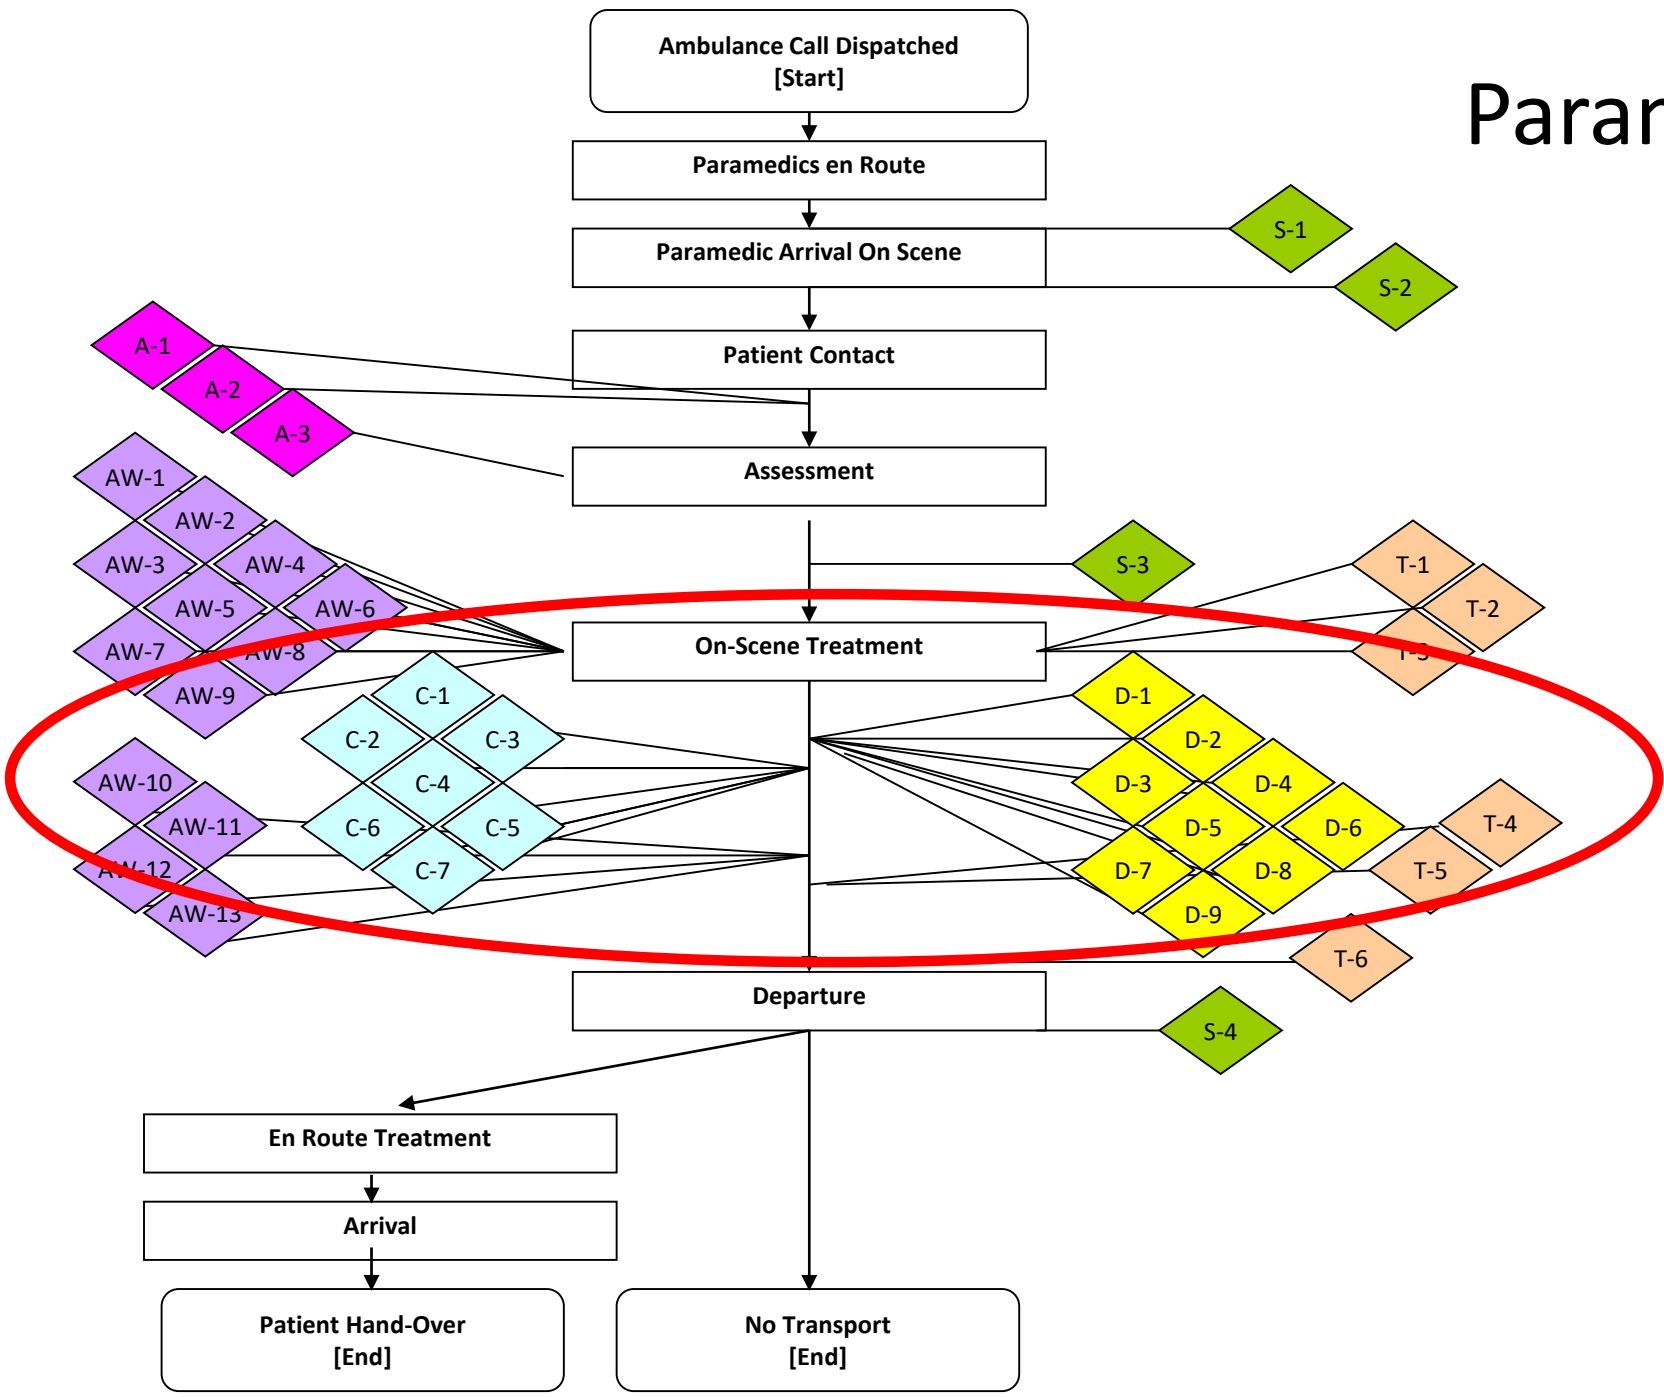 Ambulance Call Dispatched
[Start]
Param
Paramedics en Route
S-1
Paramedic Arrival On Scene
S-2
A-1
Patient Contact
A-2
A-3
Assessment
AW-1
AW-2
AW-3
AW-4
S-3
T-1
AW-5
AW-6
T-2
On-Scene Treatment
AW-7
AW-8
T-3
AW-9
C-1
D-1
C-2
C-3
D-2
AW-10
C-4
D-3
D-4
AW-11
C-6
C-5
D-5
D-6
T-4
AW-12
C-7
D-7
D-8
T-5
AW-13
D-9
T-6
Departure
S-4
En Route Treatment
Arrival
Patient Hand-Over
[End]
No Transport
[End]